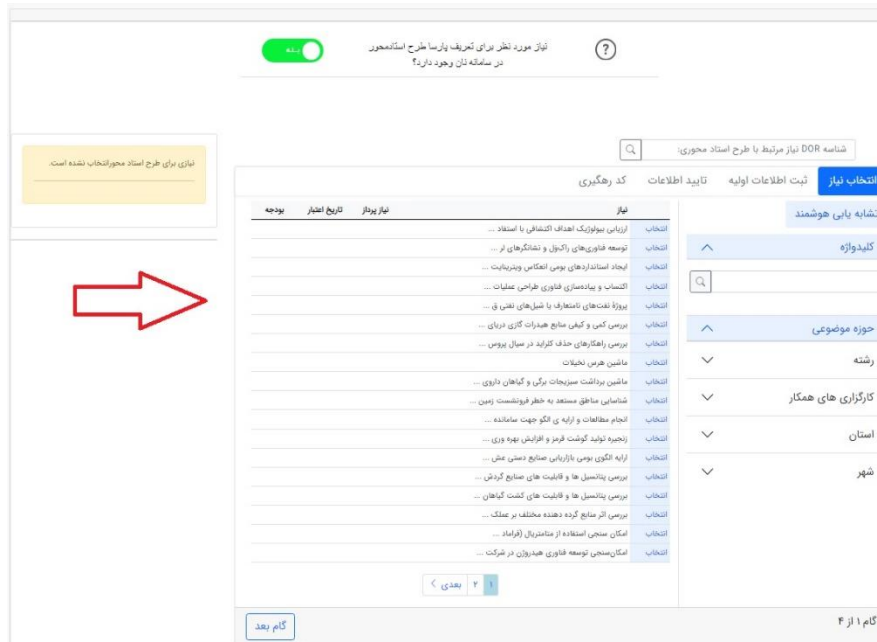 نیاز مورد نظر برای تعریف پارسا طرح استادمحور
در سامانه نان وجود دارد؟
بله
شناسه DOR نیاز مرتبط با طرح استاد محوری:
نیازی برای طرح استاد محورانتخاب نشده است.
انتخاب نیاز ثبت اطلاعات اولیه تایید اطلاعات کد رهگیری
تشابه یابی هوشمند
کلیدواژه
حوزه موضوعی
رشته
کارگزاری های همکار
استان
شهر
نیاز نیاز پرداز تاریخ اعتبار بودجه
انتخاب ارزیابی بیولوژیک اهداف اکتشافی با استفاد ...
انتخاب توسعه فناوری‌های راک‌ول و نشانگرهای لر ...
انتخاب ایجاد استانداردهای بومی انعکاس ویترینایت ...
انتخاب اکتساب و پیاده‌سازی فناوری طراحی عملیات ...
انتخاب پروژه نفت‌های نامتعارف یا شیل‌های نفتی ق ...
انتخاب بررسی کمی و کیفی منابع هیدرات گازی دریای ...
انتخاب بررسی راهکارهای حذف کلراید در سیال پروس ...
انتخاب ماشین هرس نخیلات
انتخاب ماشین برداشت سبزیجات برگی و گیاهان داروی ...
انتخاب شناسایی مناطق مستعد به خطر فرونشست زمین ...
انتخاب انجام مطالعات و ارایه ی الگو جهت سامانده ...
انتخاب زنجیره تولید گوشت قرمز و افزایش بهره وری ...
انتخاب ارایه الگوی بومی بازاریابی صنایع دستی عش ...
انتخاب بررسی پتانسیل ها و قابلیت های صنایع گردش ...
انتخاب بررسی پتانسیل ها و قابلیت های کشت گیاهان ...
انتخاب بررسی اثر منابع گرده دهنده مختلف بر عملک ...
انتخاب امکان سنجی استفاده از متامتریال (فراماد ...
انتخاب امکان‌سنجی توسعه فناوری هیدروژن در شرکت ...
۱ ۲ بعدی
گام ۱ از ۴
گام بعد